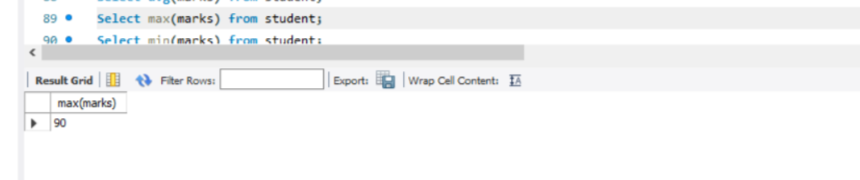 89 Select max(marks) from student;
90 Select min(marks) from student;
Result Grid Filter Rows: Export: Wrap Cell Content: IA
max(marks)
90